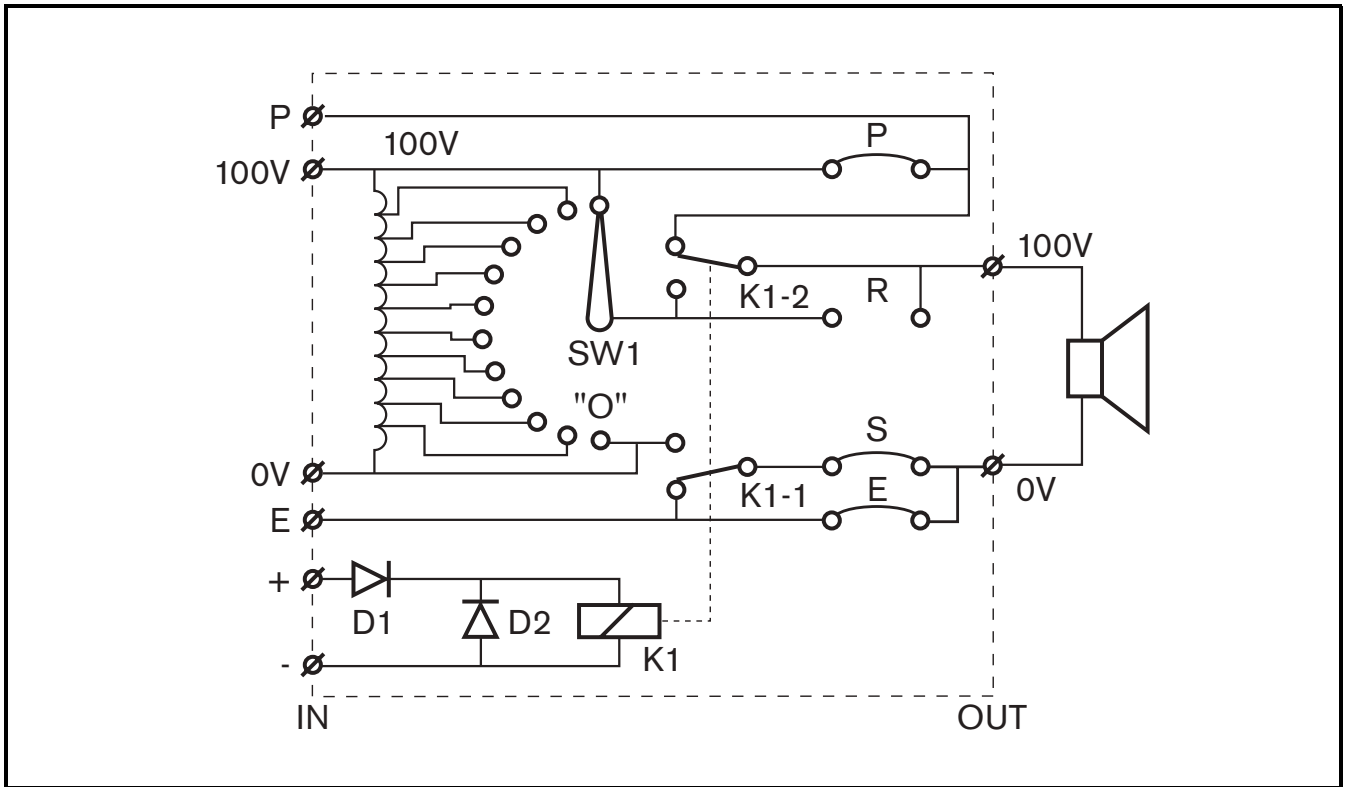 P
100V
100V
P
100V
K1-2
R
SW1
"O"
S
0V
K1-1
E
0V
E
+
D1
D2
-
K1
IN
OUT